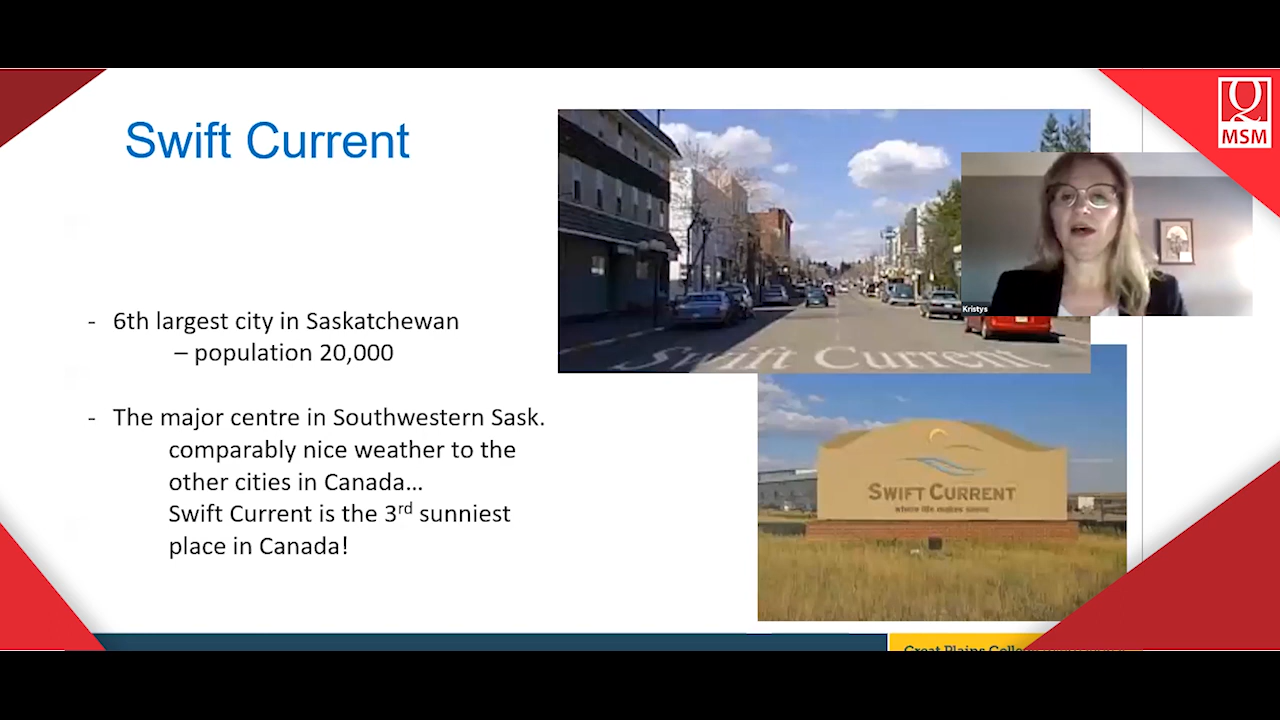 Swift Current
- 6th largest city in Saskatchewan
– population 20,000
- The major centre in Southwestern Sask.
comparably nice weather to the
other cities in Canada…
Swift Current is the 3rd sunniest
place in Canada!
Swift Current
MSM
Kristys
SWIFT CURRENT
where life makes sense
Great Plains